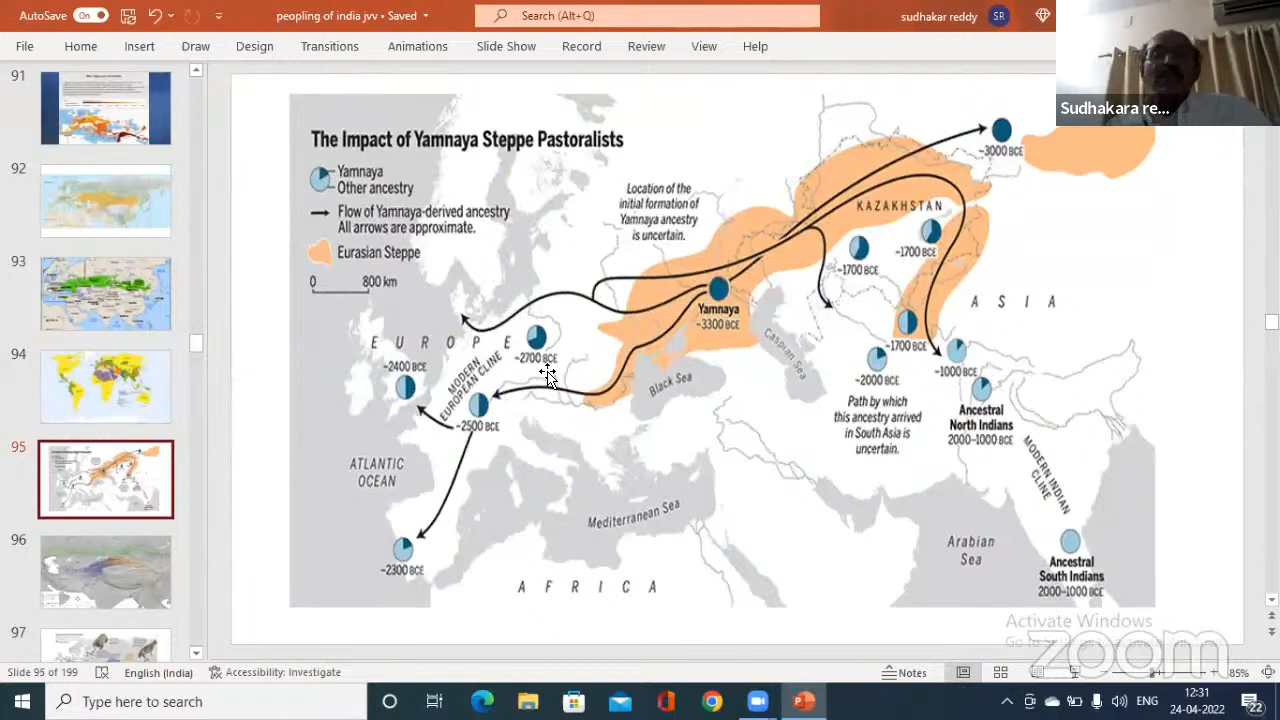 AutoSave On
peopling of india jvv • Saved
Search (Alt+Q)
sudhakar reddy SR
File Home Insert Draw Design Transitions Animations Slide Show Record Review View Help
Sudhakara re...
91
92
93
94
95
96
97
The Impact of Yamnaya Steppe Pastoralists
Yamnaya
Other ancestry
Flow of Yamnaya-derived ancestry
All arrows are approximate.
Eurasian Steppe
0 800 km
Location of the
initial formation of
Yamnaya ancestry
is uncertain.
~3000 BCE
KAZAKHSTAN
~1700 BCE
~1700 BCE
Yamnaya
~3300 BCE
ASIA
EUROPE
~2700 BCE
~2400 BCE
MODERN
EUROPEAN CLINE
~2500 BCE
Black Sea
Caspian Sea
~1700 BCE
~2000 BCE
~1000 BCE
Path by which
this ancestry arrived
in South Asia is
uncertain.
Ancestral
North Indians
2000–1000 BCE
MODERN INDIAN
CLINE
ATLANTIC
OCEAN
Mediterranean Sea
Arabian
Sea
~2300 BCE
AFRICA
Ancestral
South Indians
2000–1000 BCE
Activate Windows
zoom
Slide 95 of 199 English (India) Accessibility: Investigate Notes 85%
Type here to search
ENG
12:31
24-04-2022
22